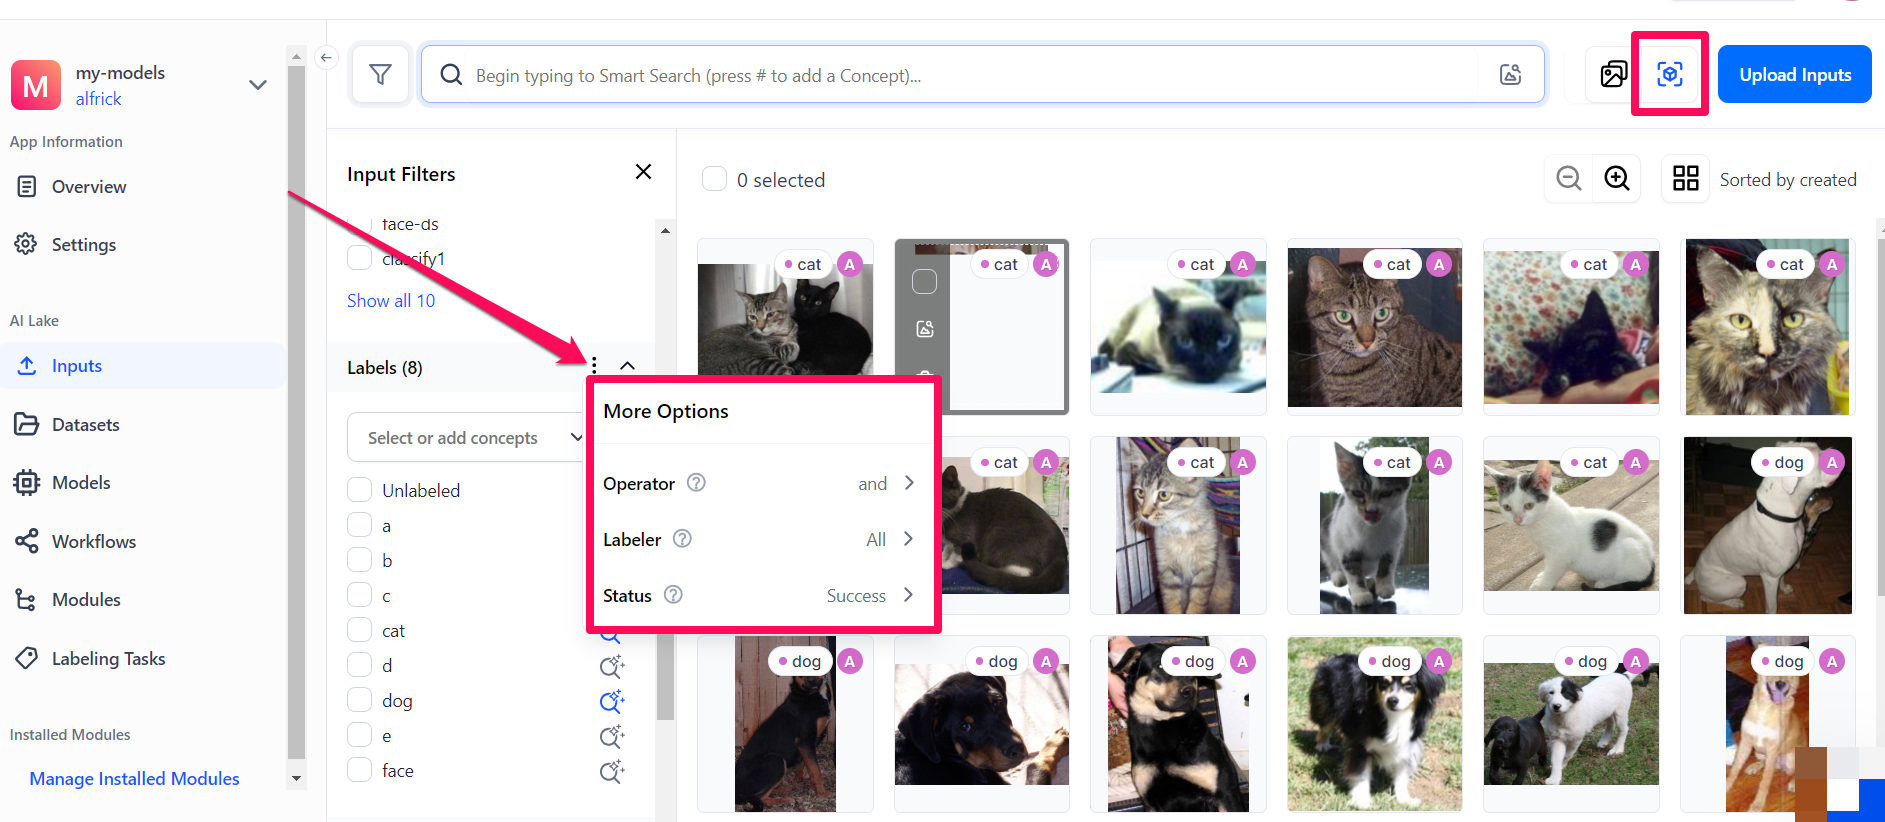 M
my-models
alfrick
App Information
Overview
Settings
AI Lake
Inputs
Datasets
Models
Workflows
Modules
Labeling Tasks
Installed Modules
Manage Installed Modules
Begin typing to Smart Search (press # to add a Concept)...
Upload Inputs
Input Filters
face-ds
classify1
Show all 10
Labels (8)
Select or add concepts
Unlabeled
a
b
c
cat
d
dog
e
face
More Options
Operator ? and
Labeler ? All
Status ? Success
0 selected
Sorted by created
cat A
cat A
cat A
cat A
cat A
cat A
cat A
cat A
cat A
cat A
dog A
dog A
dog A
dog A
dog A
dog A
dog A